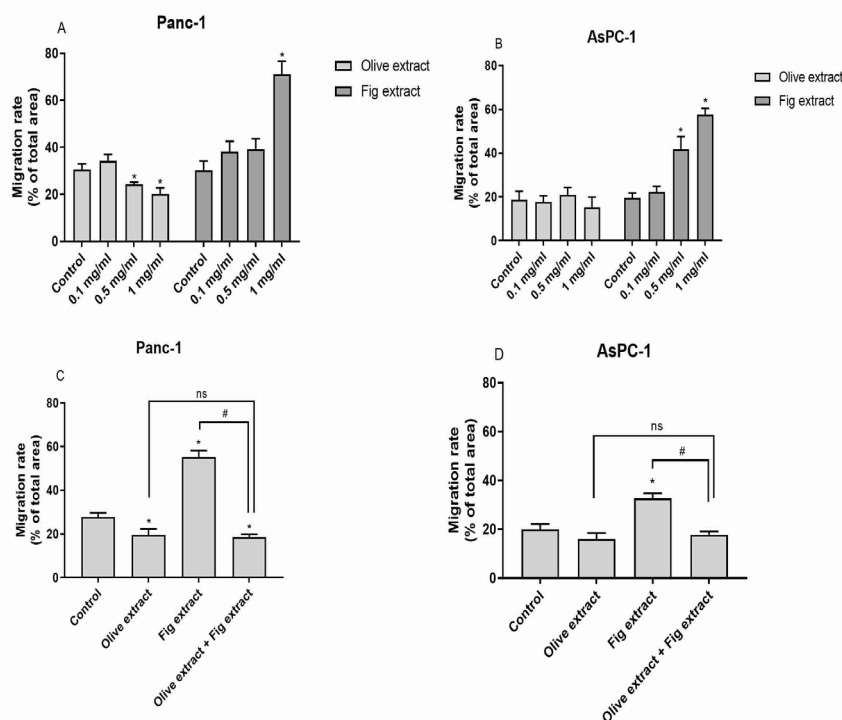 A
Panc-1
Migration rate
(% of total area)
80
60
40
20
0
*
*
*
Olive extract
Fig extract
Control
0.1 mg/ml
0.5 mg/ml
1 mg/ml
Control
0.1 mg/ml
0.5 mg/ml
1 mg/ml
B
AsPC-1
Migration rate
(% of total area)
80
60
40
20
0
*
*
Olive extract
Fig extract
Control
0.1 mg/ml
0.5 mg/ml
1 mg/ml
Control
0.1 mg/ml
0.5 mg/ml
1 mg/ml
C
Panc-1
Migration rate
(% of total area)
80
60
40
20
0
ns
#
*
*
*
Control
Olive extract
Fig extract
Olive extract + Fig extract
D
AsPC-1
Migration rate
(% of total area)
80
60
40
20
0
ns
#
*
Control
Olive extract
Fig extract
Olive extract + Fig extract